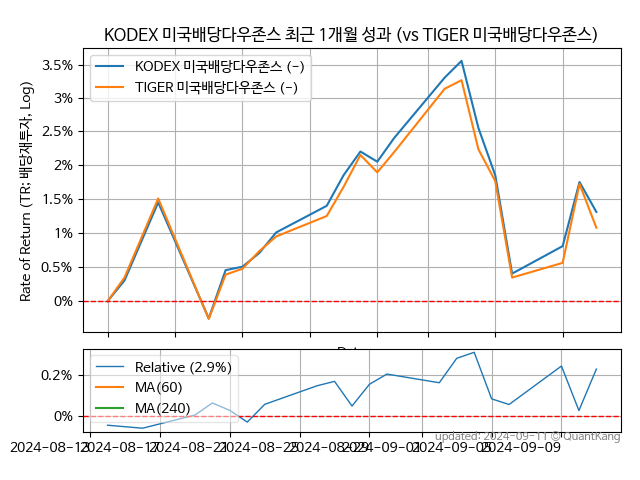 KODEX 미국배당다우존스 최근 1개월 성과 (vs TIGER 미국배당다우존스)
KODEX 미국배당다우존스 (-)
TIGER 미국배당다우존스 (-)
3.5%
3%
2.5%
2%
1.5%
1%
0.5%
0%
Rate of Return (TR; 배당재투자, Log)
Relative (2.9%)
MA(60)
MA(240)
0.2%
0%
2024-08-13
2024-08-17
2024-08-21
2024-08-25
2024-08-29
2024-09-01
2024-09-05
2024-09-09
updated: 2024-09-11 © QuantKang